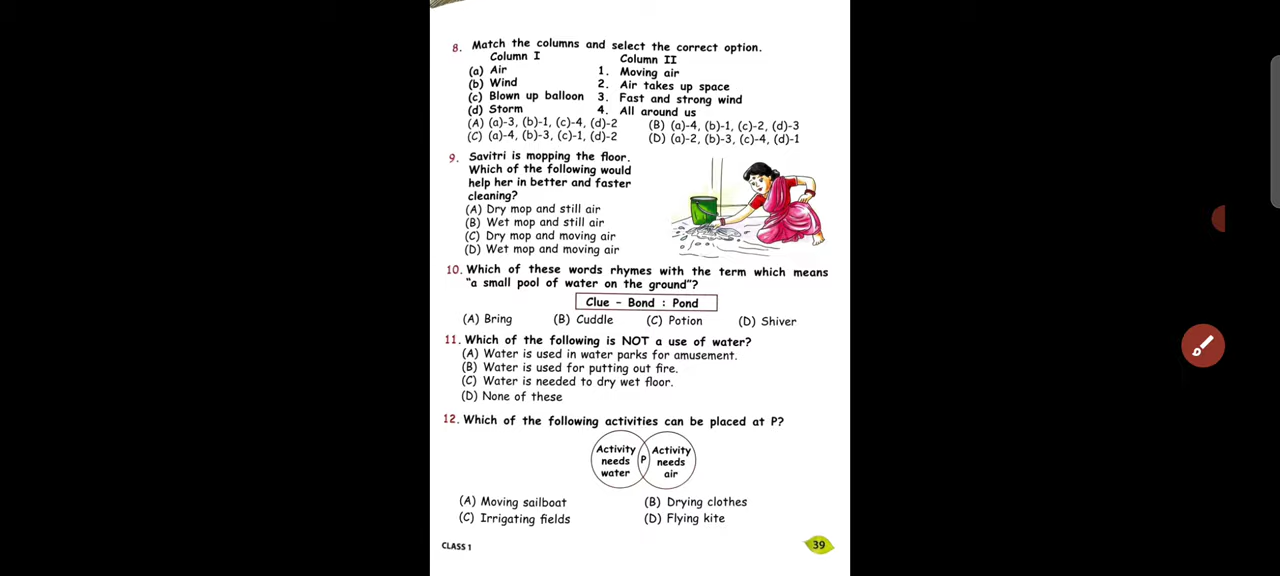 8. Match the columns and select the correct option.
Column I Column II
(a) Air 1. Moving air
(b) Wind 2. Air takes up space
(c) Blown up balloon 3. Fast and strong wind
(d) Storm 4. All around us
(A) (a)-3, (b)-1, (c)-4, (d)-2 (B) (a)-4, (b)-1, (c)-2, (d)-3
(C) (a)-4, (b)-3, (c)-1, (d)-2 (D) (a)-2, (b)-3, (c)-4, (d)-1
9. Savitri is mopping the floor.
Which of the following would
help her in better and faster
cleaning?
(A) Dry mop and still air
(B) Wet mop and still air
(C) Dry mop and moving air
(D) Wet mop and moving air
10. Which of these words rhymes with the term which means
"a small pool of water on the ground"?
Clue - Bond : Pond
(A) Bring (B) Cuddle (C) Potion (D) Shiver
11. Which of the following is NOT a use of water?
(A) Water is used in water parks for amusement.
(B) Water is used for putting out fire.
(C) Water is needed to dry wet floor.
(D) None of these
12. Which of the following activities can be placed at P?
Activity needs water
P
Activity needs air
(A) Moving sailboat (B) Drying clothes
(C) Irrigating fields (D) Flying kite
CLASS 1 39